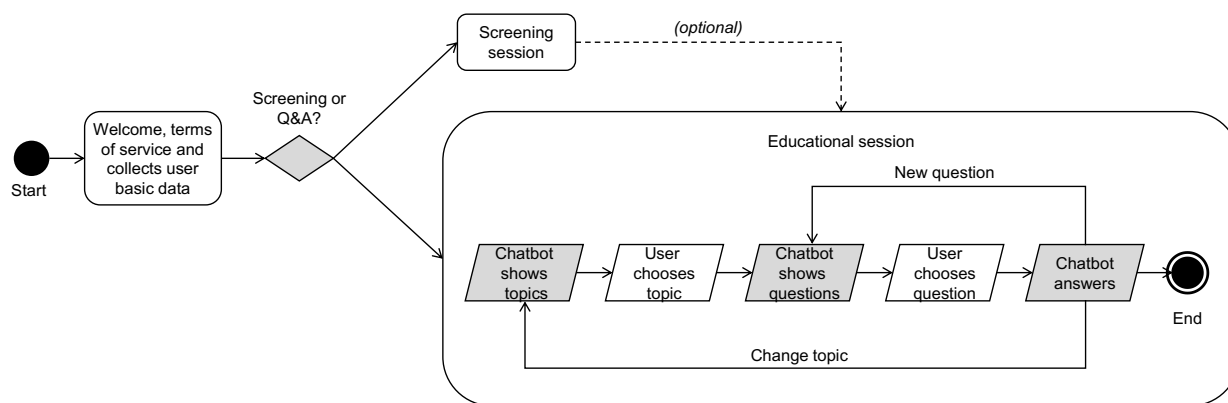 Start
Welcome, terms
of service and
collects user
basic data
Screening or
Q&A?
Screening
session
(optional)
Educational session
New question
Chatbot
shows
topics
User
chooses
topic
Chatbot
shows
questions
User
chooses
question
Chatbot
answers
End
Change topic